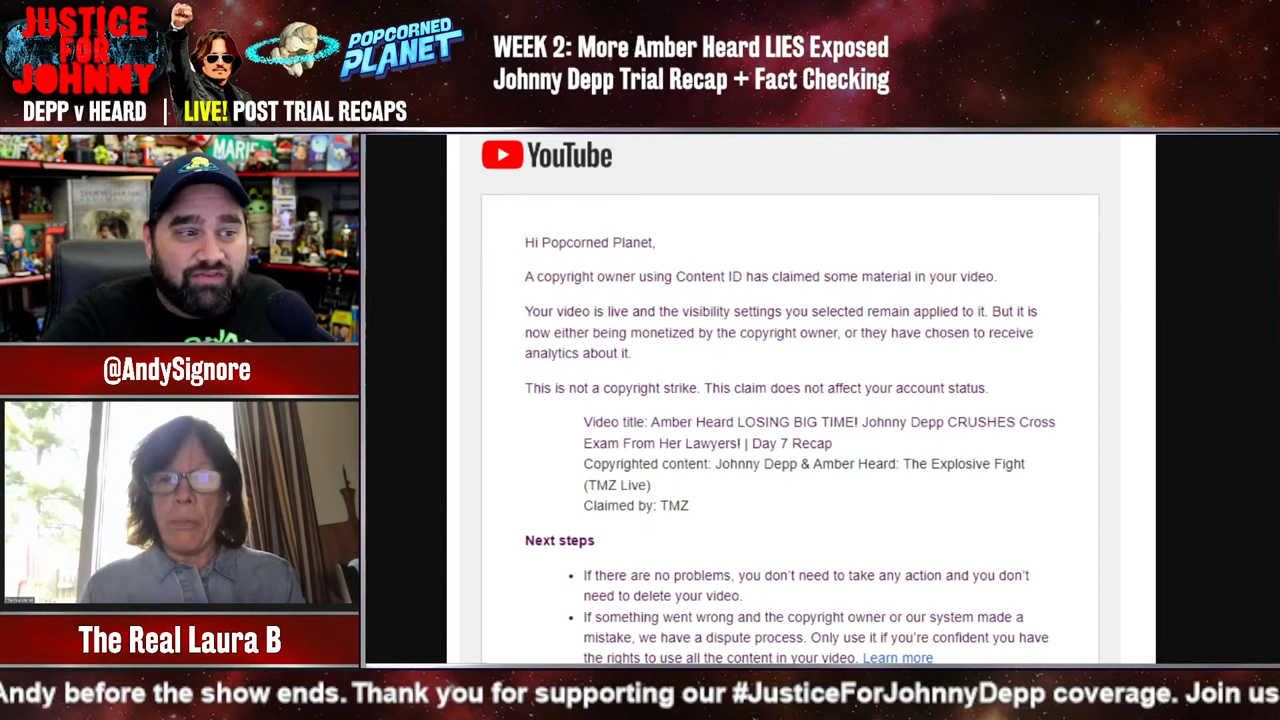 JUSTICE
FOR
JOHNNY
POPCORNED
PLANET
DEPP v HEARD | LIVE! POST TRIAL RECAPS
WEEK 2: More Amber Heard LIES Exposed
Johnny Depp Trial Recap + Fact Checking
MARI
@AndySignore
The Real Laura B
YouTube
Hi Popcorned Planet,
A copyright owner using Content ID has claimed some material in your video.
Your video is live and the visibility settings you selected remain applied to it. But it is
now either being monetized by the copyright owner, or they have chosen to receive
analytics about it.
This is not a copyright strike. This claim does not affect your account status.
Video title: Amber Heard LOSING BIG TIME! Johnny Depp CRUSHES Cross
Exam From Her Lawyers! | Day 7 Recap
Copyrighted content: Johnny Depp & Amber Heard: The Explosive Fight
(TMZ Live)
Claimed by: TMZ
Next steps
• If there are no problems, you don't need to take any action and you don't
need to delete your video.
• If something went wrong and the copyright owner or our system made a
mistake, we have a dispute process. Only use it if you're confident you have
the rights to use all the content in your video. Learn more
Andy before the show ends. Thank you for supporting our #JusticeForJohnnyDepp coverage. Join us